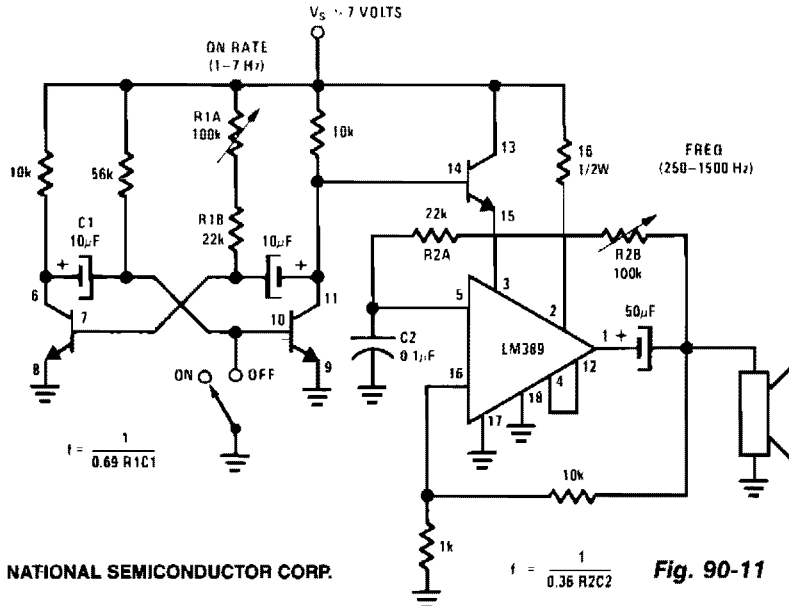 VS ~ 7 VOLTS
ON RATE
(1-7 Hz)
R1A
100k
10k
56k
10k
13
14
15
16
1/2W
FREQ
(250-1500 Hz)
C1
10μF
R1B
22k
10μF
22k
R2A
R2B
100k
+
+
6
7
8
11
10
9
3
2
5
16
LM389
1
+
50μF
12
4
18
17
C2
0.1μF
ON
OFF
f = 1 / 0.69 R1C1
10k
1k
NATIONAL SEMICONDUCTOR CORP.
f = 1 / 0.36 R2C2
Fig. 90-11